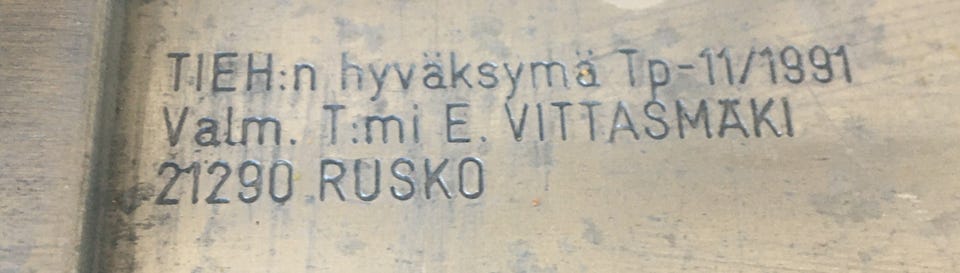 TIEH:n hyväksymä Tp-11/1991
Valm. T:mi E. VITTASMÄKI
21290 RUSKO